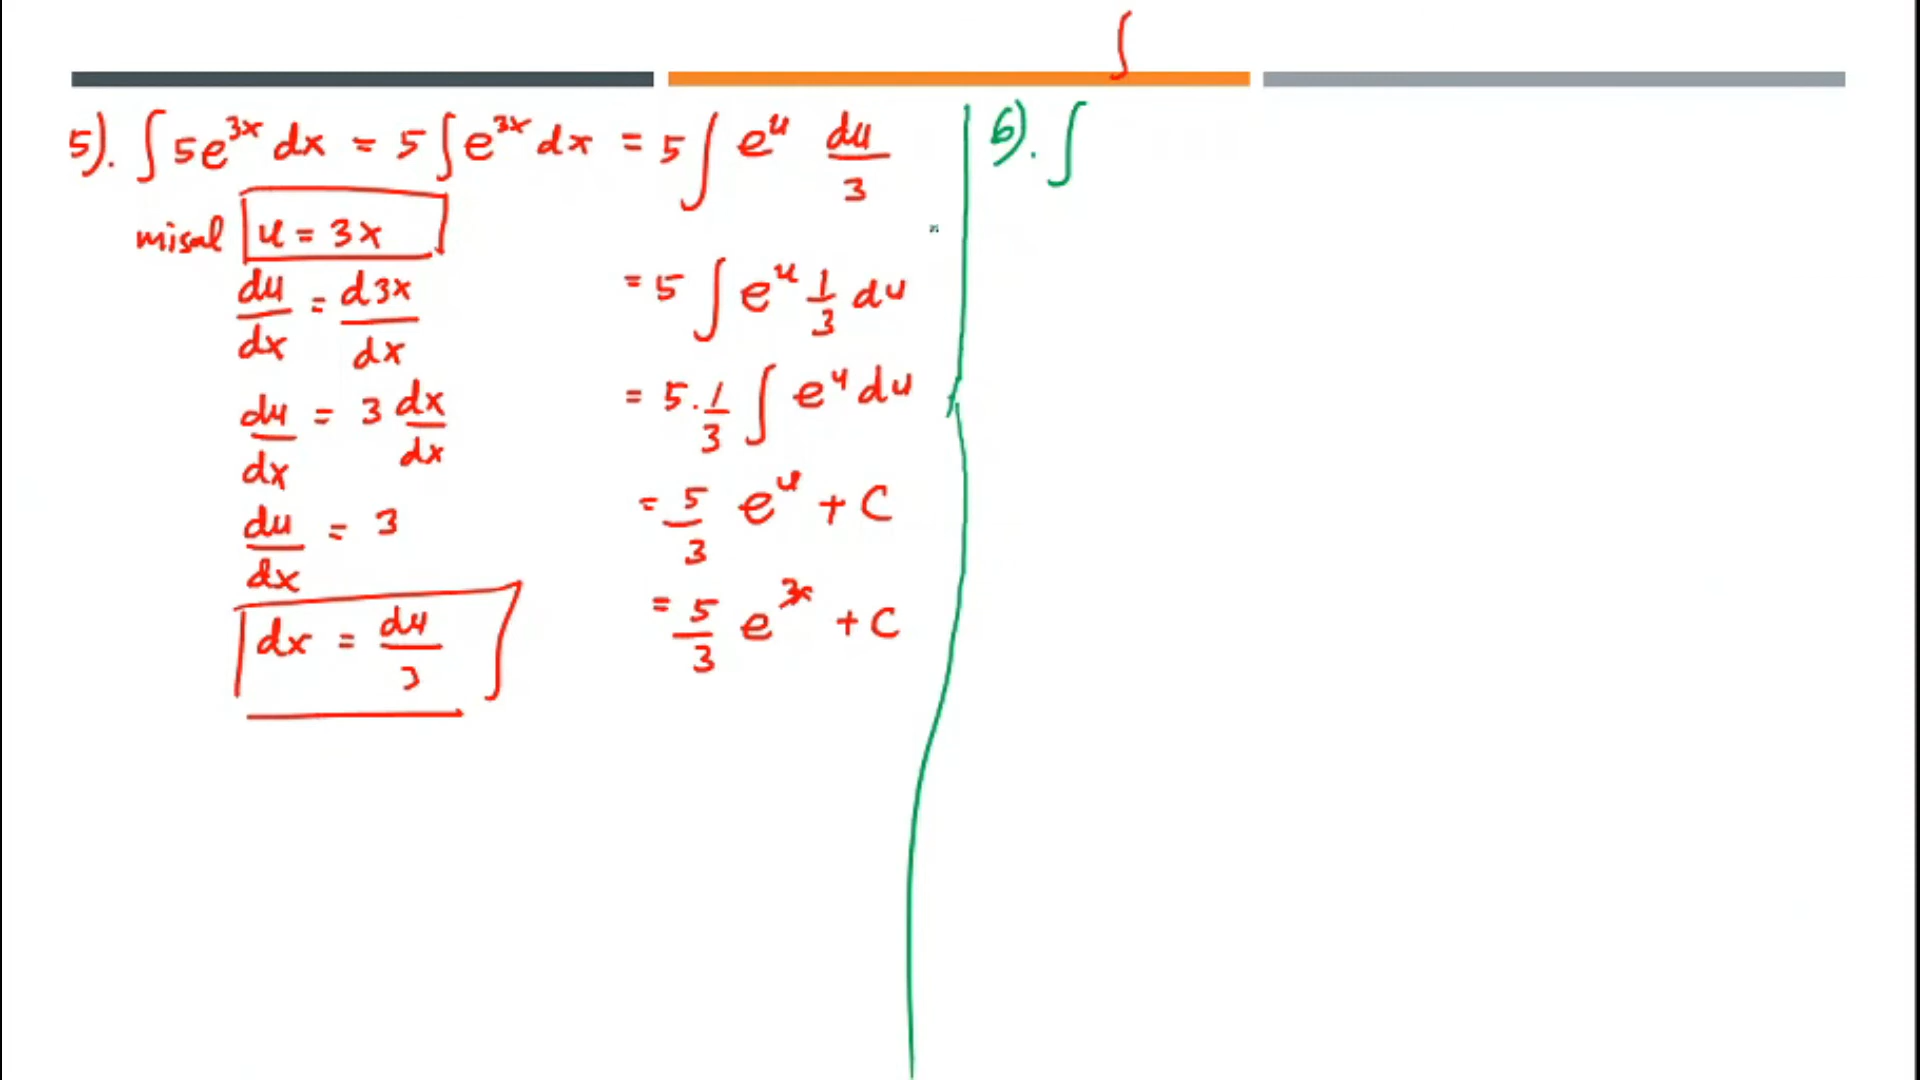 ∫
5). ∫ 5e^{3x} dx = 5 ∫ e^{3x} dx = 5 ∫ e^u du/3
misal u = 3x
du/dx = d3x/dx
du/dx = 3 dx/dx
du/dx = 3
dx = du/3
= 5 ∫ e^u 1/3 du
= 5 . 1/3 ∫ e^u du
= 5/3 e^u + C
= 5/3 e^{3x} + C
6). ∫